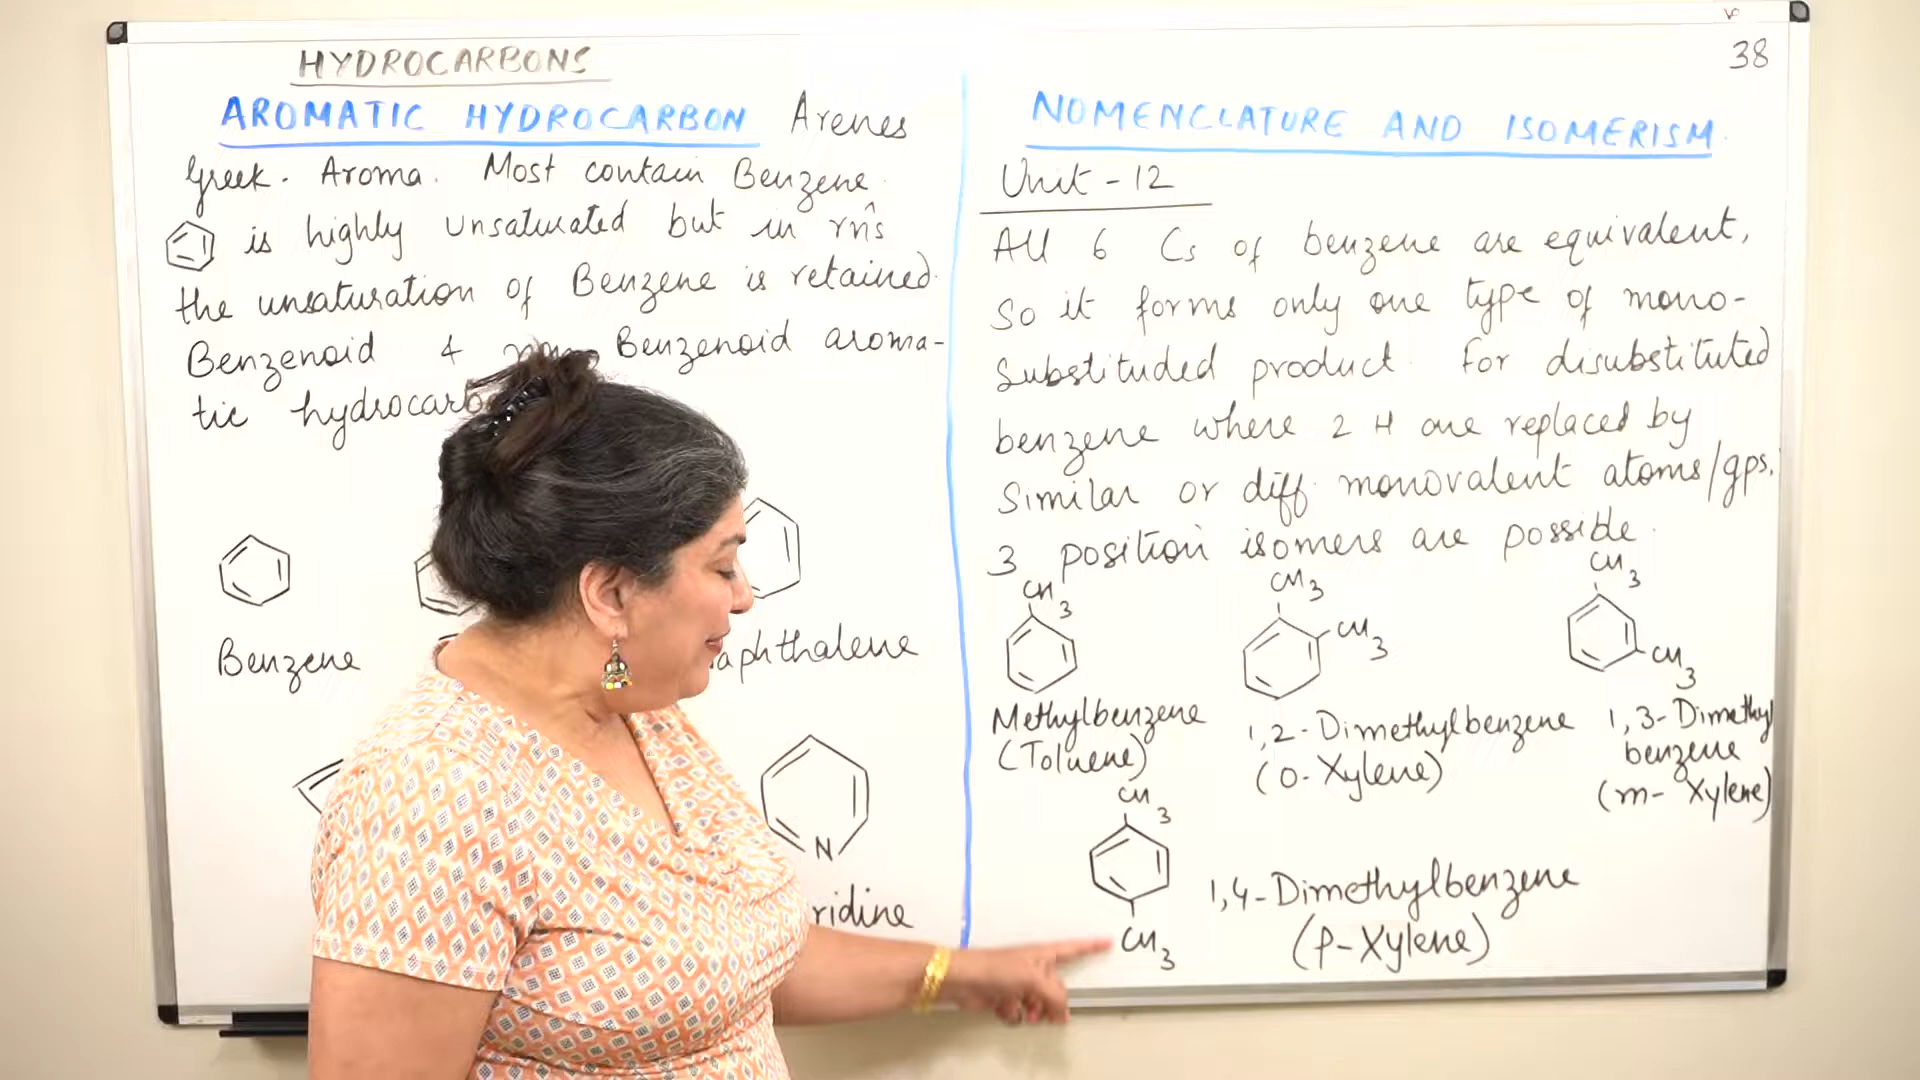 HYDROCARBONS
AROMATIC HYDROCARBON Arenes
Greek. Aroma. Most contain Benzene.
is highly unsaturated but in rn̂s
the unsaturation of Benzene is retained.
Benzenoid & non Benzenoid aroma-
tic
Benzene
aphthalene
N
ridine
38
NOMENCLATURE AND ISOMERISM.
Unit - 12
All 6 Cs of benzene are equivalent,
So it forms only one type of mono-
Substituded product. For disubstituted
benzene where 2 H are replaced by
Similar or diff. monovalent atoms/gps.
3 position isomers are possible.
CH3
Methylbenzene
(Toluene)
CH3
CH3
1,2-Dimethylbenzene
(o-Xylene)
CH3
CH3
1,3-Dimethyl
benzene
(m- Xylene)
CH3
CH3
1,4-Dimethylbenzene
(p-Xylene)